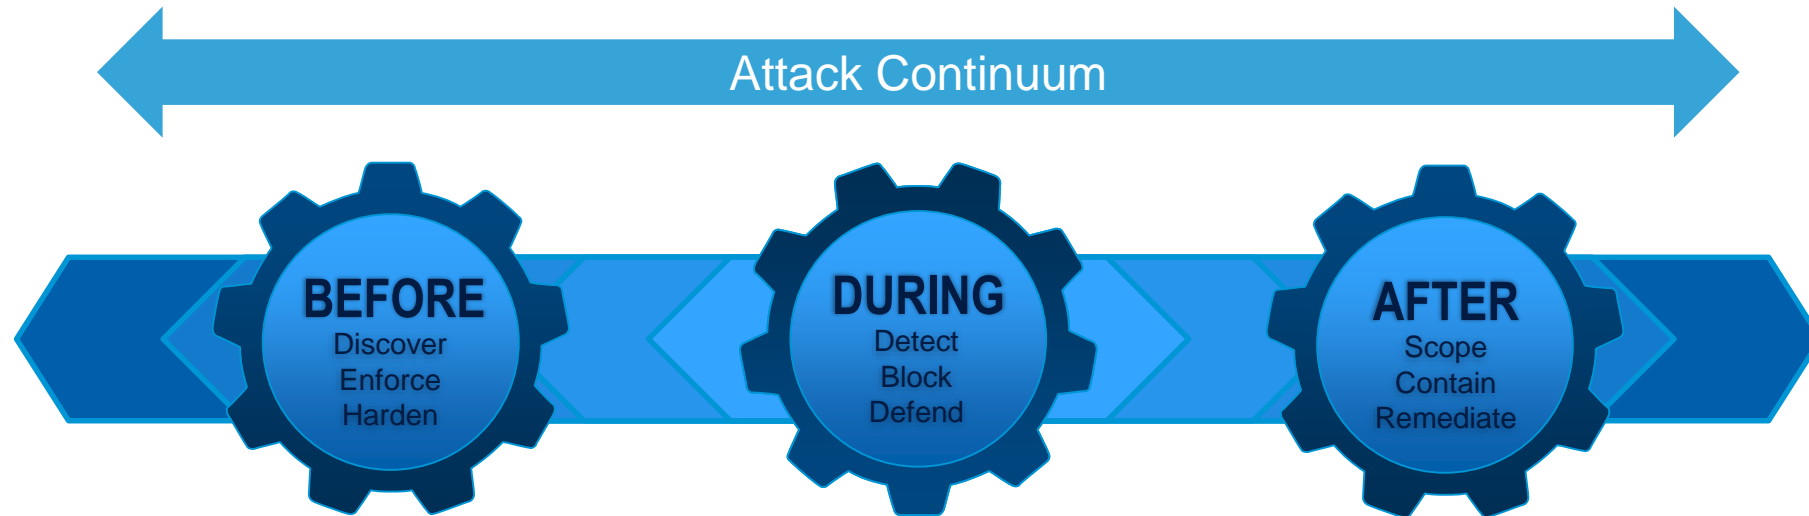 Attack Continuum
BEFORE
Discover
Enforce
Harden
DURING
Detect
Block
Defend
AFTER
Scope
Contain
Remediate